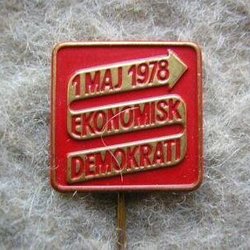 1 MAJ 1978
EKONOMISK
DEMOKRATI